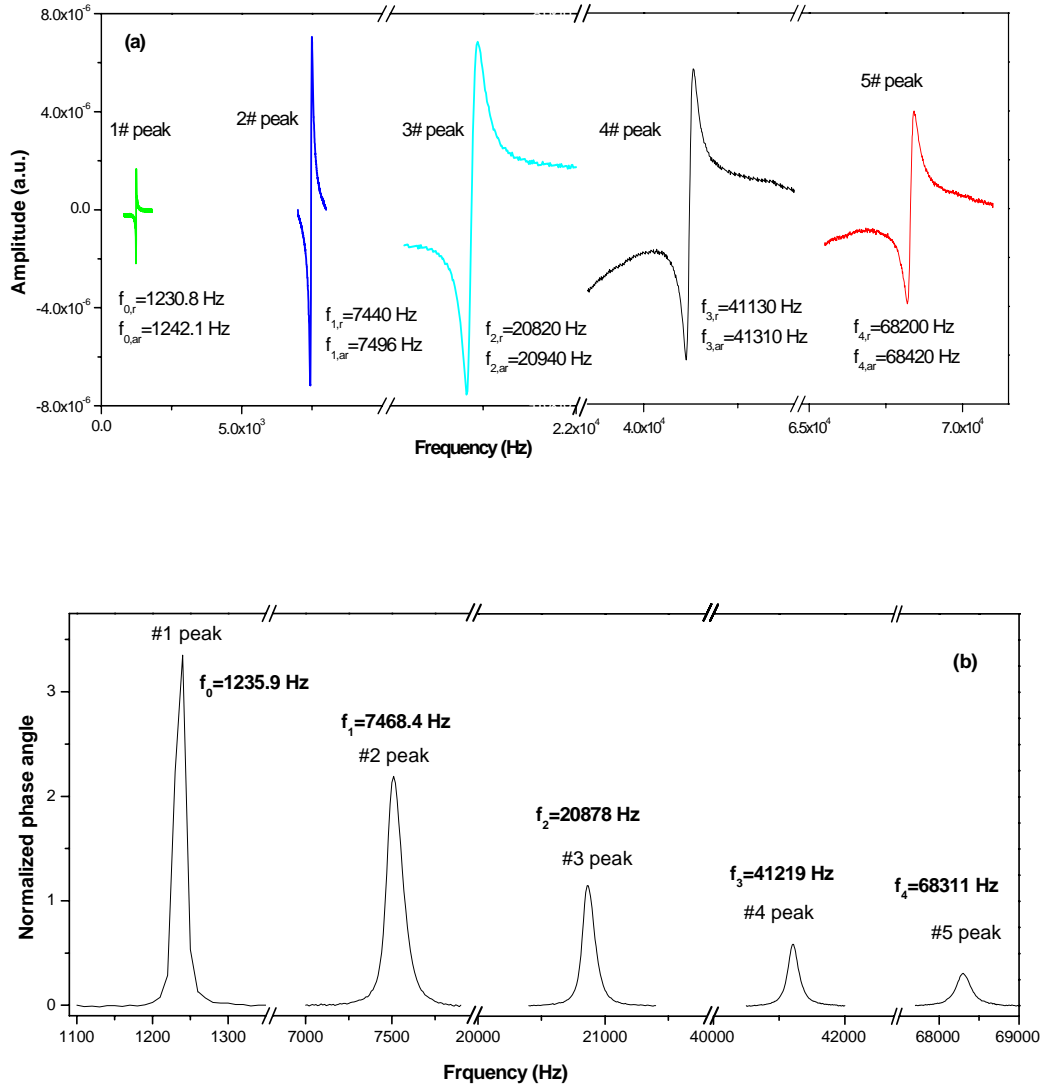 8.0x10⁻⁶
(a)
5# peak
4.0x10⁻⁶
1# peak
2# peak
3# peak
4# peak
0.0
Amplitude (a.u.)
f0,r=1230.8 Hz
f0,ar=1242.1 Hz
f1,r=7440 Hz
f1,ar=7496 Hz
f2,r=20820 Hz
f2,ar=20940 Hz
f3,r=41130 Hz
f3,ar=41310 Hz
f4,r=68200 Hz
f4,ar=68420 Hz
-4.0x10⁻⁶
-8.0x10⁻⁶
0.0 5.0x10³ 2.2x10⁴ 4.0x10⁴ 6.5x10⁴ 7.0x10⁴
Frequency (Hz)
#1 peak
(b)
f0=1235.9 Hz
3
f1=7468.4 Hz
#2 peak
2
f2=20878 Hz
#3 peak
f3=41219 Hz
#4 peak
f4=68311 Hz
#5 peak
1
0
Normalized phase angle
1100 1200 1300 7000 7500 20000 21000 40000 42000 68000 69000
Frquency (Hz)